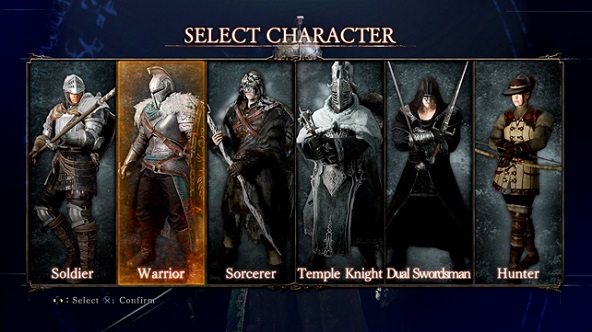 SELECT CHARACTER
Soldier Warrior Sorcerer Temple Knight Dual Swordsman Hunter
: Select ✕: Confirm